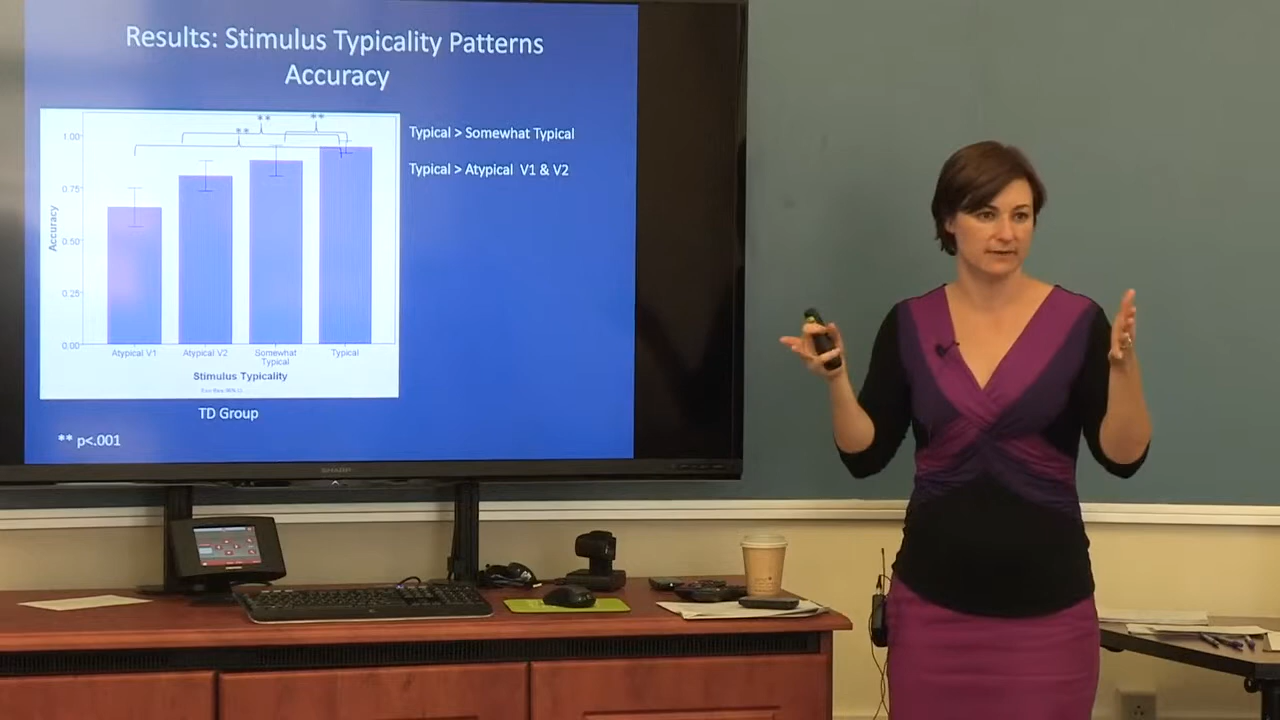 Results: Stimulus Typicality Patterns
Accuracy
** ** **
1.00
0.75
0.50
0.25
0.00
Accuracy
Atypical V1 Atypical V2 Somewhat Typical Typical
Stimulus Typicality
TD Group
** p<.001
Typical > Somewhat Typical
Typical > Atypical V1 & V2
SHARP